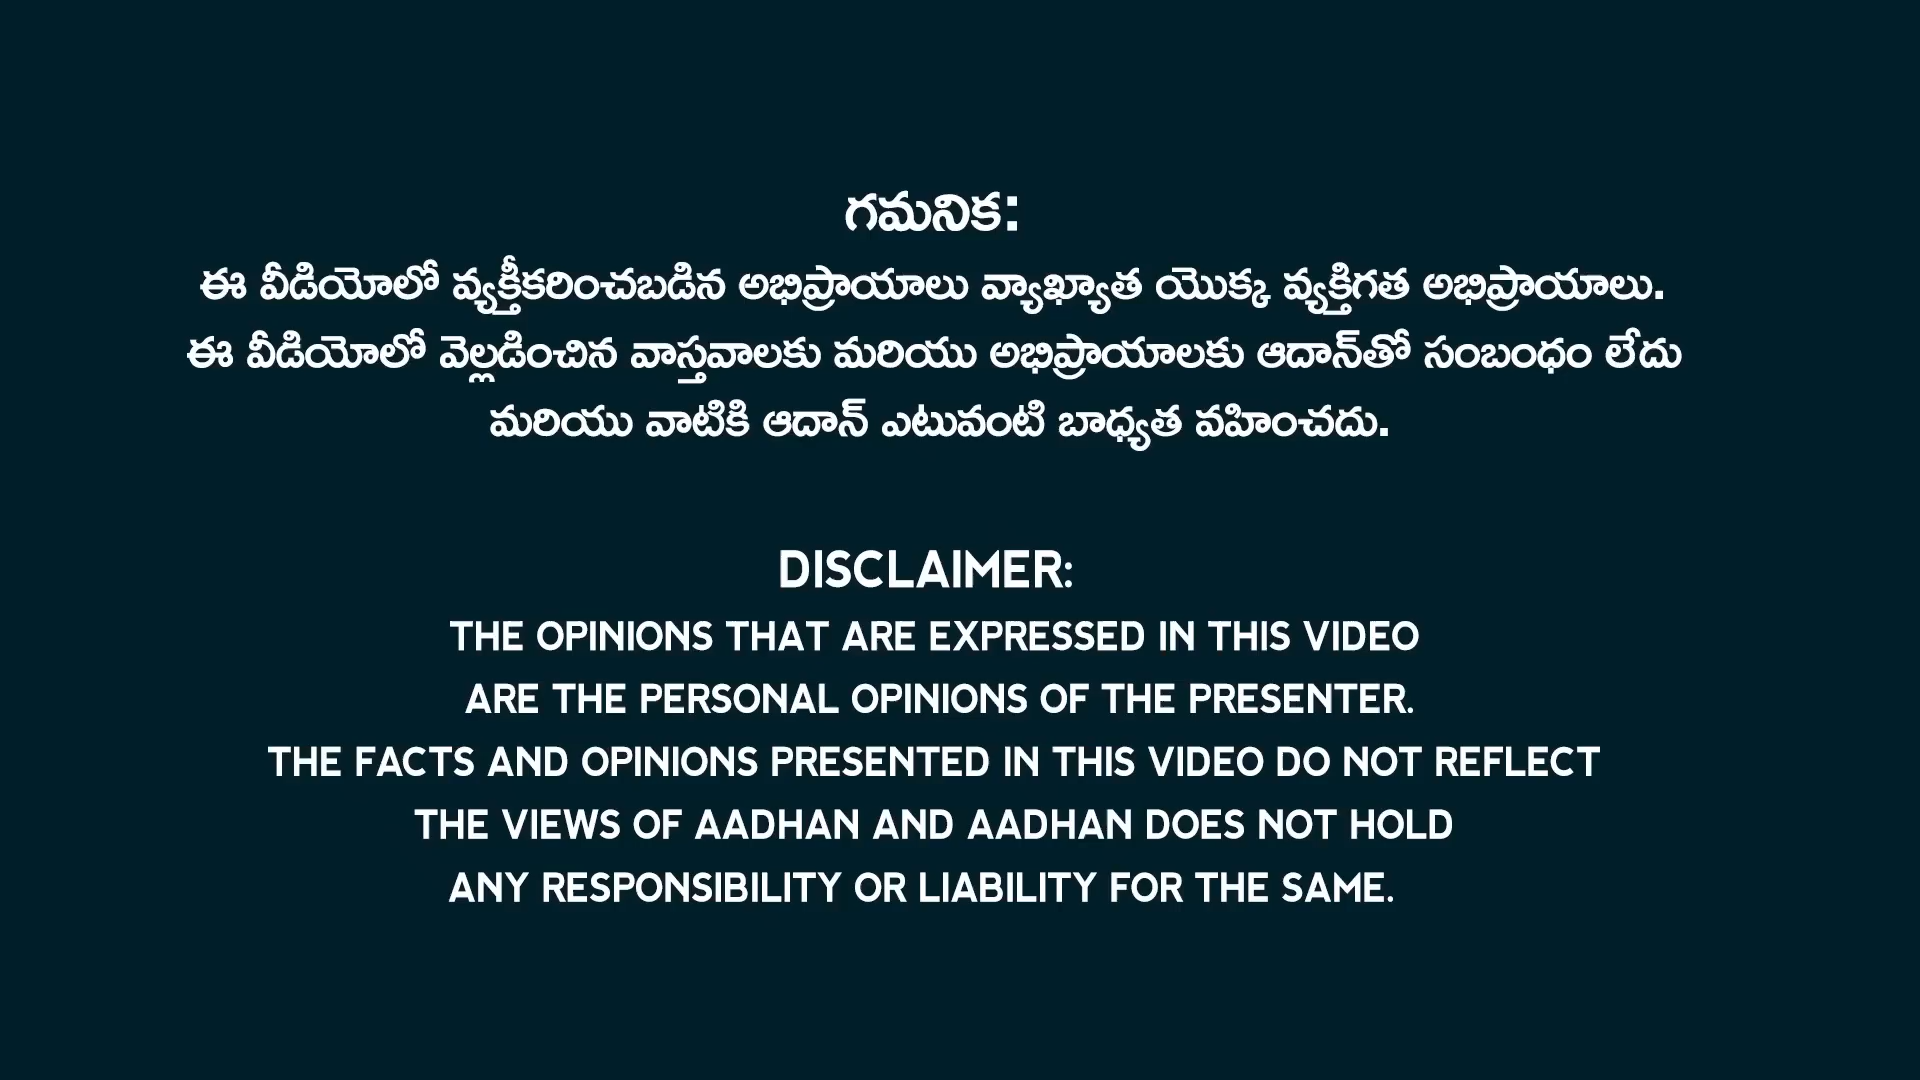 గమనిక:
ఈ వీడియోలో వ్యక్తీకరించబడిన అభిప్రాయాలు వ్యాఖ్యాత యొక్క వ్యక్తిగత అభిప్రాయాలు.
ఈ వీడియోలో వెల్లడించిన వాస్తవాలకు మరియు అభిప్రాయాలకు ఆదాన్‌తో సంబంధం లేదు
మరియు వాటికి ఆదాన్ ఎటువంటి బాధ్యత వహించదు.
DISCLAIMER:
THE OPINIONS THAT ARE EXPRESSED IN THIS VIDEO
ARE THE PERSONAL OPINIONS OF THE PRESENTER.
THE FACTS AND OPINIONS PRESENTED IN THIS VIDEO DO NOT REFLECT
THE VIEWS OF AADHAN AND AADHAN DOES NOT HOLD
ANY RESPONSIBILITY OR LIABILITY FOR THE SAME.